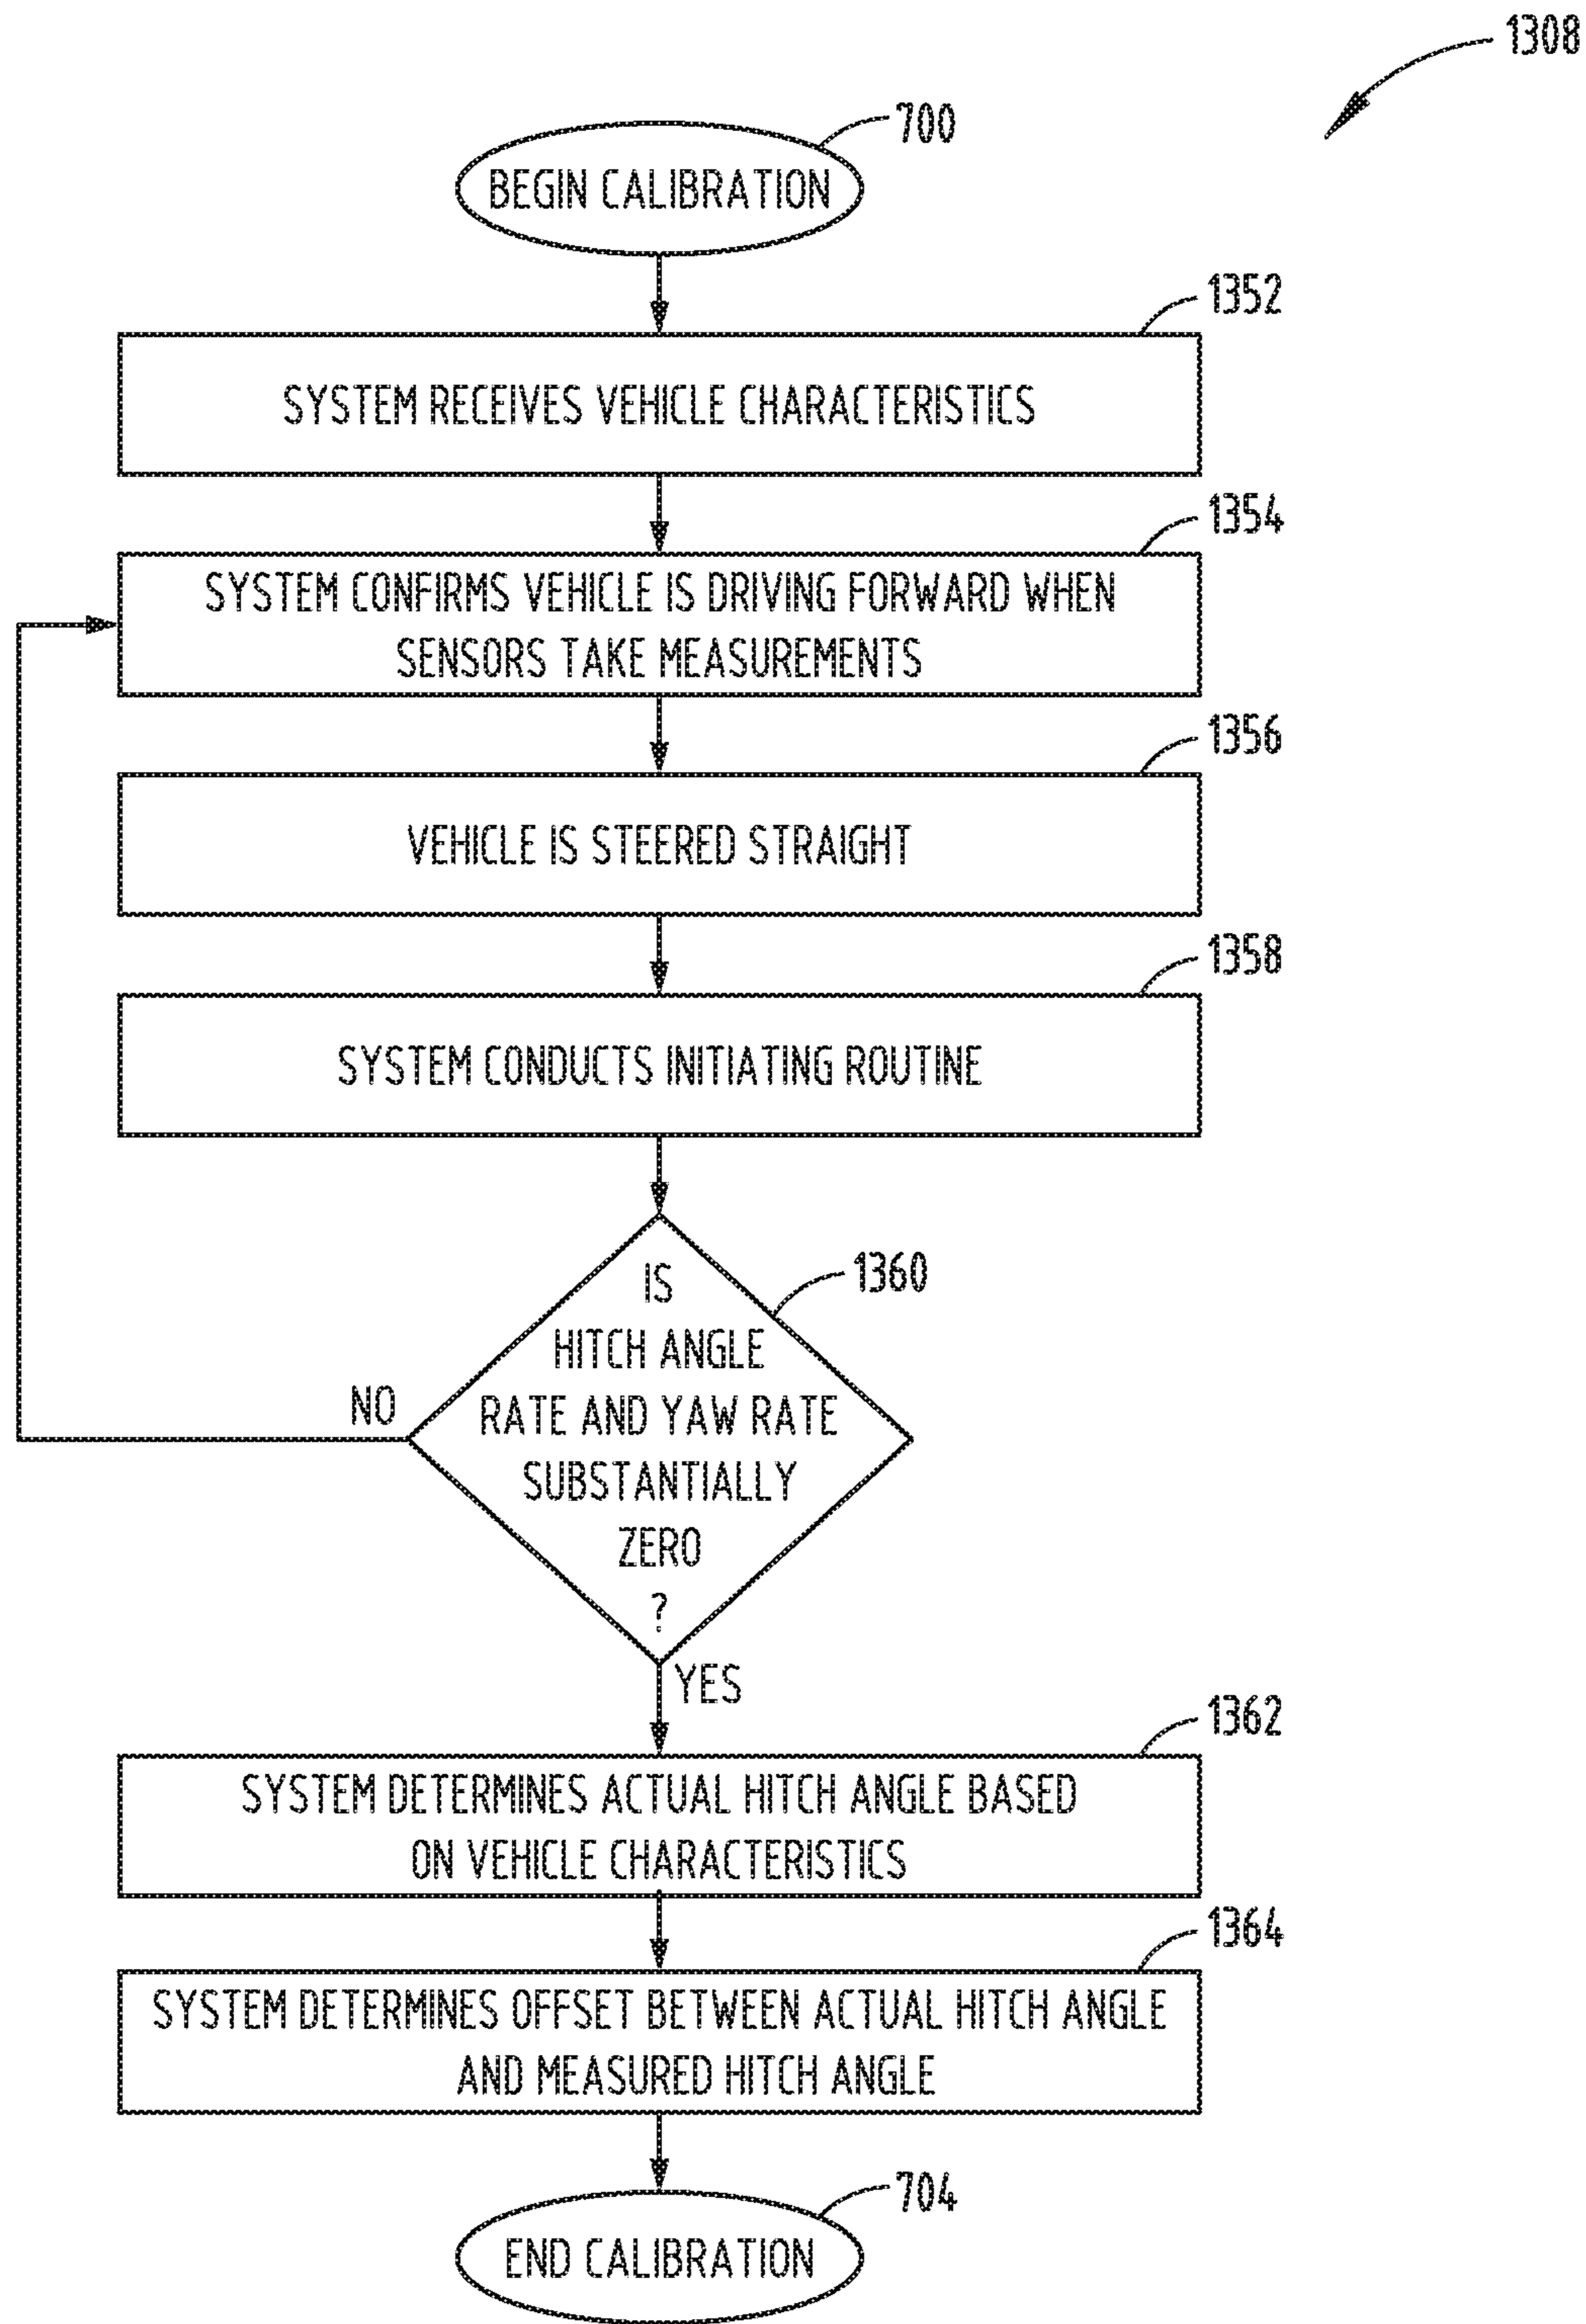 1308
700
BEGIN CALIBRATION
1352
SYSTEM RECEIVES VEHICLE CHARACTERISTICS
1354
SYSTEM CONFIRMS VEHICLE IS DRIVING FORWARD WHEN
SENSORS TAKE MEASUREMENTS
1356
VEHICLE IS STEERED STRAIGHT
1358
SYSTEM CONDUCTS INITIATING ROUTINE
1360
IS
HITCH ANGLE
RATE AND YAW RATE
SUBSTANTIALLY
ZERO
?
NO
YES
1362
SYSTEM DETERMINES ACTUAL HITCH ANGLE BASED
ON VEHICLE CHARACTERISTICS
1364
SYSTEM DETERMINES OFFSET BETWEEN ACTUAL HITCH ANGLE
AND MEASURED HITCH ANGLE
704
END CALIBRATION